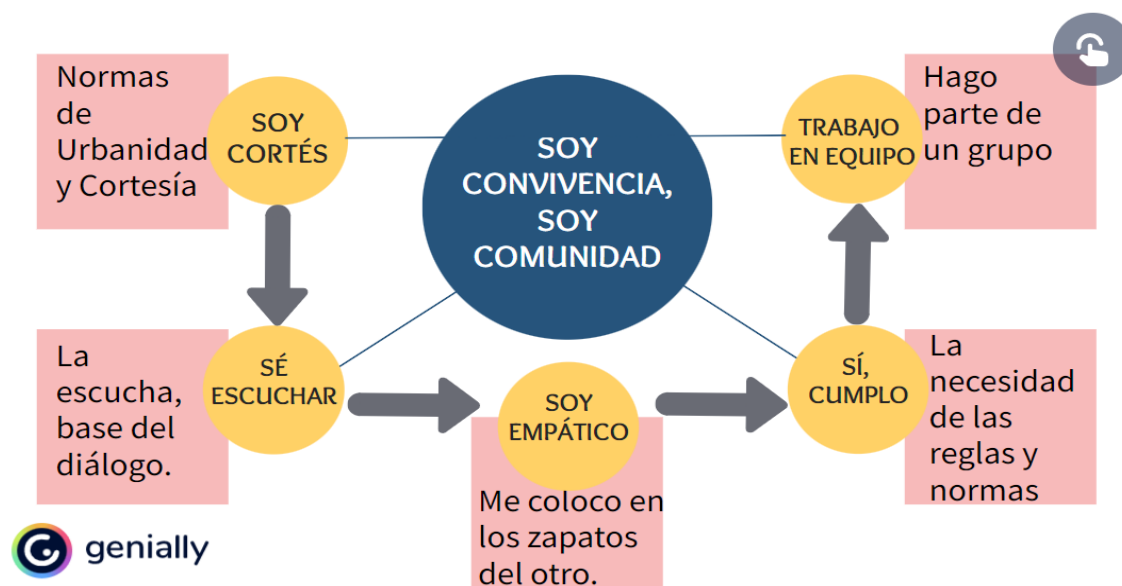 Normas
de
Urbanidad
y Cortesía
SOY
CORTÉS
SOY
CONVIVENCIA,
SOY
COMUNIDAD
TRABAJO
EN EQUIPO
Hago
parte de
un grupo
La
escucha,
base del
diálogo.
SÉ
ESCUCHAR
SOY
EMPÁTICO
Me coloco en
los zapatos
del otro.
SÍ,
CUMPLO
La
necesidad
de las
reglas y
normas
genially